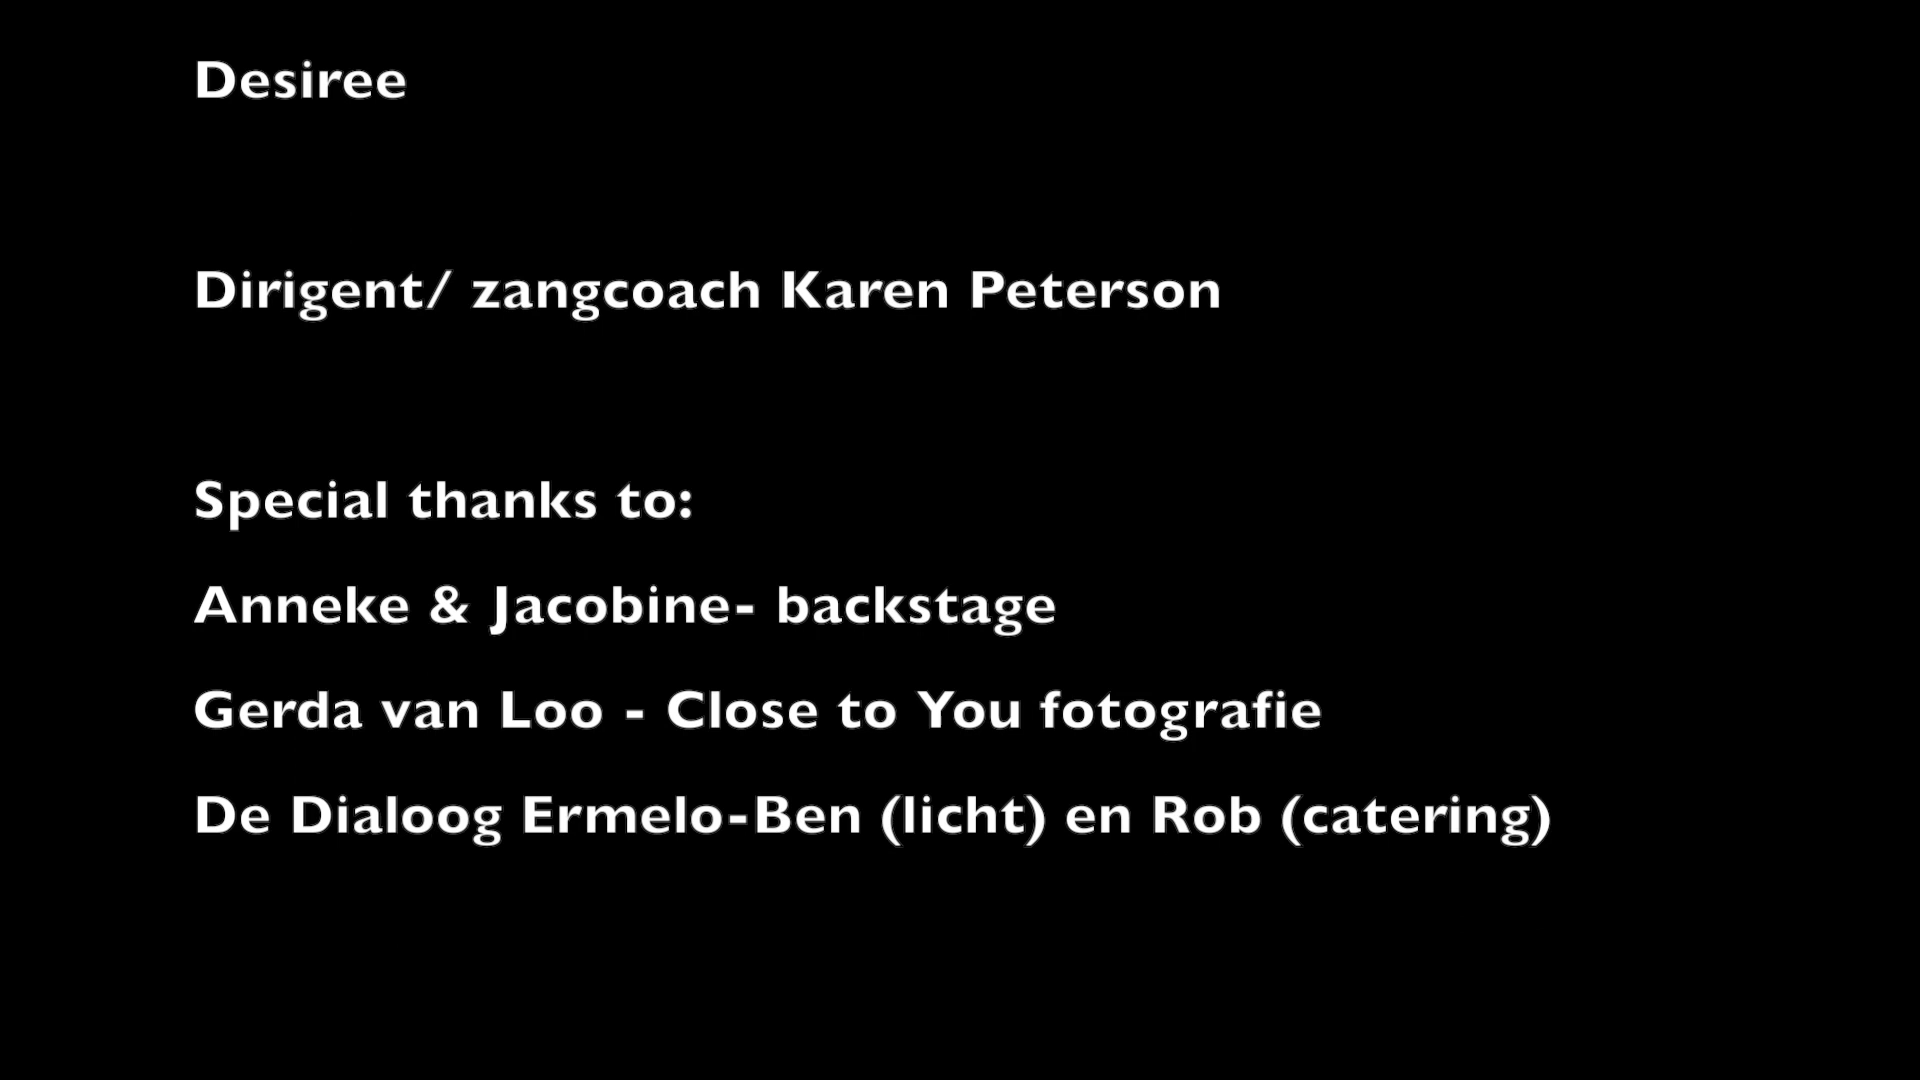 Desiree
Dirigent/ zangcoach Karen Peterson
Special thanks to:
Anneke & Jacobine- backstage
Gerda van Loo - Close to You fotografie
De Dialoog Ermelo-Ben (licht) en Rob (catering)